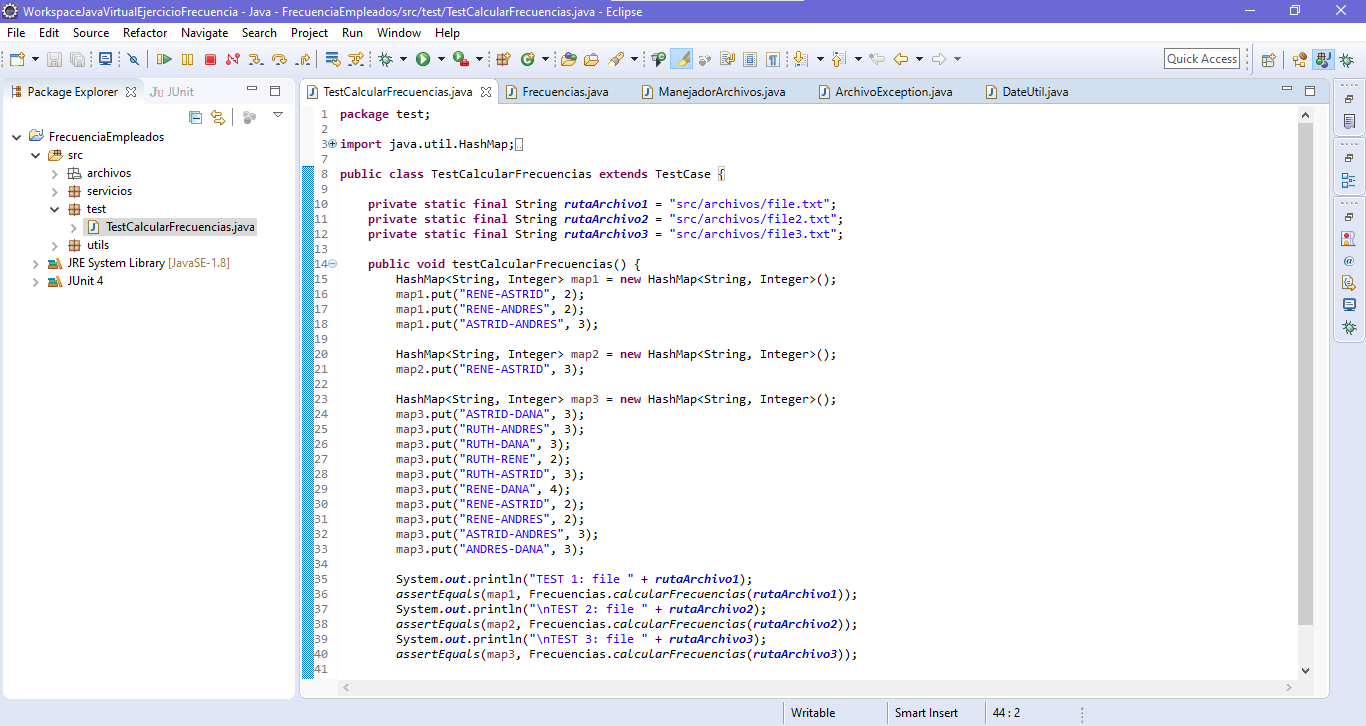 WorkspaceJavaVirtualEjercicioFrecuencia - Java - FrecuenciaEmpleados/src/test/TestCalcularFrecuencias.java - Eclipse
File Edit Source Refactor Navigate Search Project Run Window Help
Quick Access
Package Explorer JUnit
FrecuenciaEmpleados
src
archivos
servicios
test
TestCalcularFrecuencias.java
utils
JRE System Library [JavaSE-1.8]
JUnit 4
TestCalcularFrecuencias.java Frecuencias.java ManejadorArchivos.java ArchivoException.java DateUtil.java
1 package test;
2
3 import java.util.HashMap;
7
8 public class TestCalcularFrecuencias extends TestCase {
9
10 private static final String rutaArchivo1 = "src/archivos/file.txt";
11 private static final String rutaArchivo2 = "src/archivos/file2.txt";
12 private static final String rutaArchivo3 = "src/archivos/file3.txt";
13
14 public void testCalcularFrecuencias() {
15 HashMap<String, Integer> map1 = new HashMap<String, Integer>();
16 map1.put("RENE-ASTRID", 2);
17 map1.put("RENE-ANDRES", 2);
18 map1.put("ASTRID-ANDRES", 3);
19
20 HashMap<String, Integer> map2 = new HashMap<String, Integer>();
21 map2.put("RENE-ASTRID", 3);
22
23 HashMap<String, Integer> map3 = new HashMap<String, Integer>();
24 map3.put("ASTRID-DANA", 3);
25 map3.put("RUTH-ANDRES", 3);
26 map3.put("RUTH-DANA", 3);
27 map3.put("RUTH-RENE", 2);
28 map3.put("RUTH-ASTRID", 3);
29 map3.put("RENE-DANA", 4);
30 map3.put("RENE-ASTRID", 2);
31 map3.put("RENE-ANDRES", 2);
32 map3.put("ASTRID-ANDRES", 3);
33 map3.put("ANDRES-DANA", 3);
34
35 System.out.println("TEST 1: file " + rutaArchivo1);
36 assertEquals(map1, Frecuencias.calcularFrecuencias(rutaArchivo1));
37 System.out.println("\nTEST 2: file " + rutaArchivo2);
38 assertEquals(map2, Frecuencias.calcularFrecuencias(rutaArchivo2));
39 System.out.println("\nTEST 3: file " + rutaArchivo3);
40 assertEquals(map3, Frecuencias.calcularFrecuencias(rutaArchivo3));
41
Writable Smart Insert 44 : 2